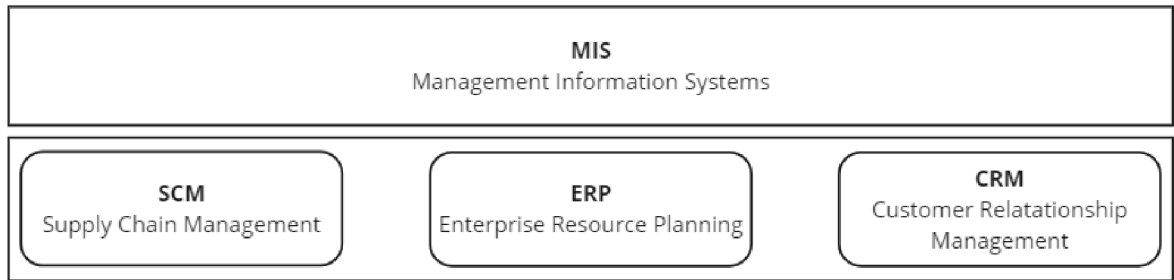 MIS
Management Information Systems
SCM
Supply Chain Management
ERP
Enterprise Resource Planning
CRM
Customer Relatationship
Management